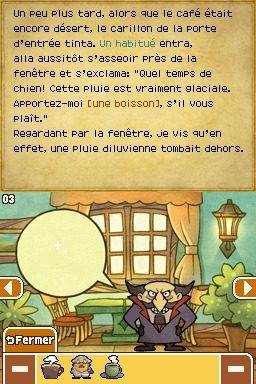 Un peu plus tard, alors que le café était
encore désert, le carillon de la porte
d'entrée tinta. Un habitué entra,
alla aussitôt s'asseoir près de la
fenêtre et s'exclama: "Quel temps de
chien! Cette pluie est vraiment glaciale.
Apportez-moi [une boisson], s'il vous
plaît."
Regardant par la fenêtre, je vis qu'en
effet, une pluie diluvienne tombait dehors.
03
Fermer